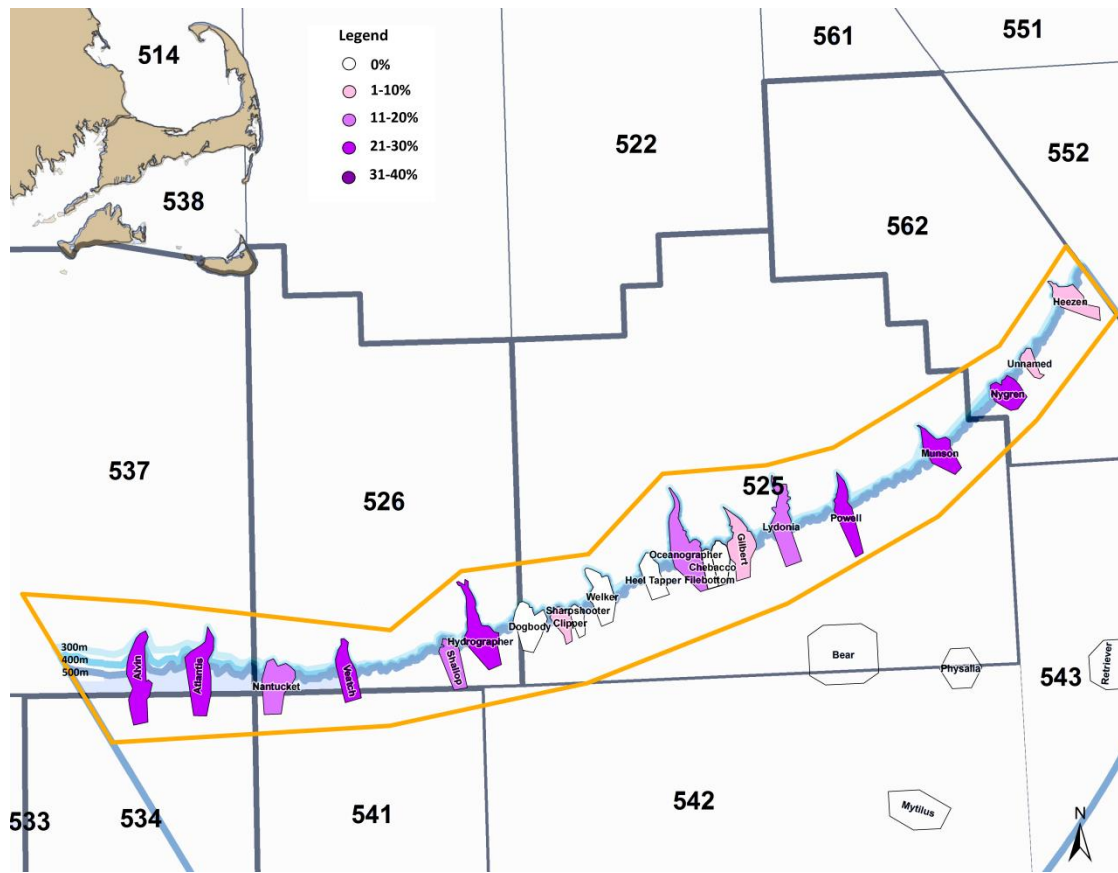 Legend
0%
1-10%
11-20%
21-30%
31-40%
514
561
551
522
552
538
562
Heezen
Unnamed
Nygren
537
526
525
Munson
Powell
Lydonia
Gilbert
Oceanographer
Chebacco
Filebottom
Heel Tapper
Welker
Sharpshooter
Clipper
Dogbody
Hydrographer
Shallop
Veatch
Nantucket
Atlantis
Alvin
300m
400m
500m
Bear
Physalia
Retriever
543
Mytilus
533
534
541
542
N